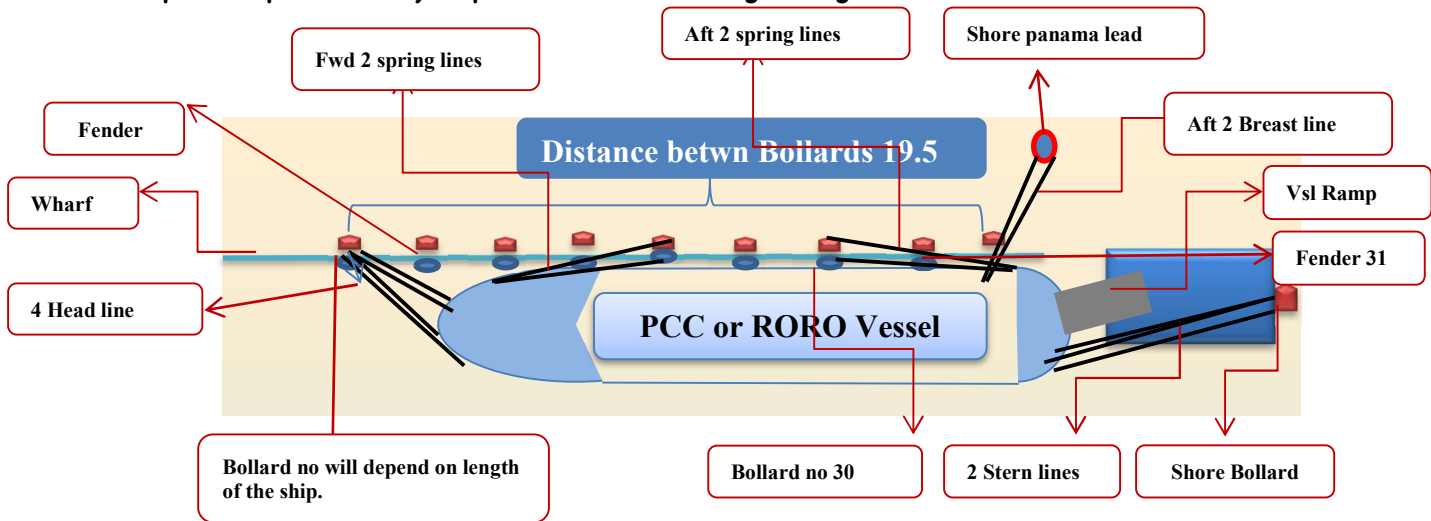 Aft 2 spring lines
Shore panama lead
Fwd 2 spring lines
Fender
Aft 2 Breast line
Distance betwn Bollards 19.5
Wharf
Vsl Ramp
Fender 31
4 Head line
PCC or RORO Vessel
Bollard no will depend on length
of the ship.
Bollard no 30
2 Stern lines
Shore Bollard